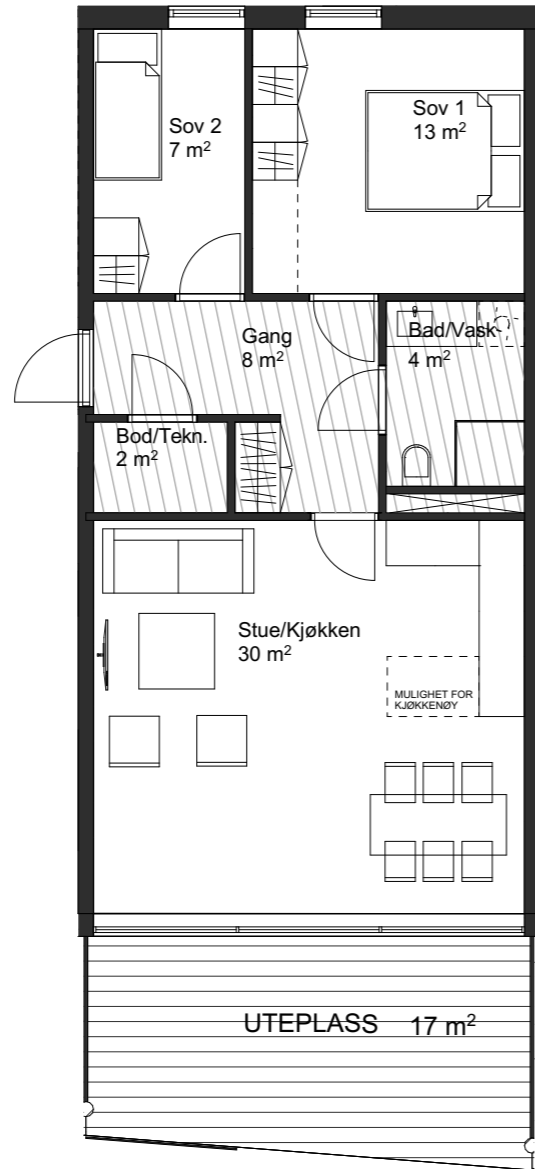 Sov 2
7 m²
Sov 1
13 m²
Gang
8 m²
Bad/Vask
4 m²
Bod/Tekn.
2 m²
Stue/Kjøkken
30 m²
MULIGHET FOR
KJØKKENØY
UTEPLASS 17 m²